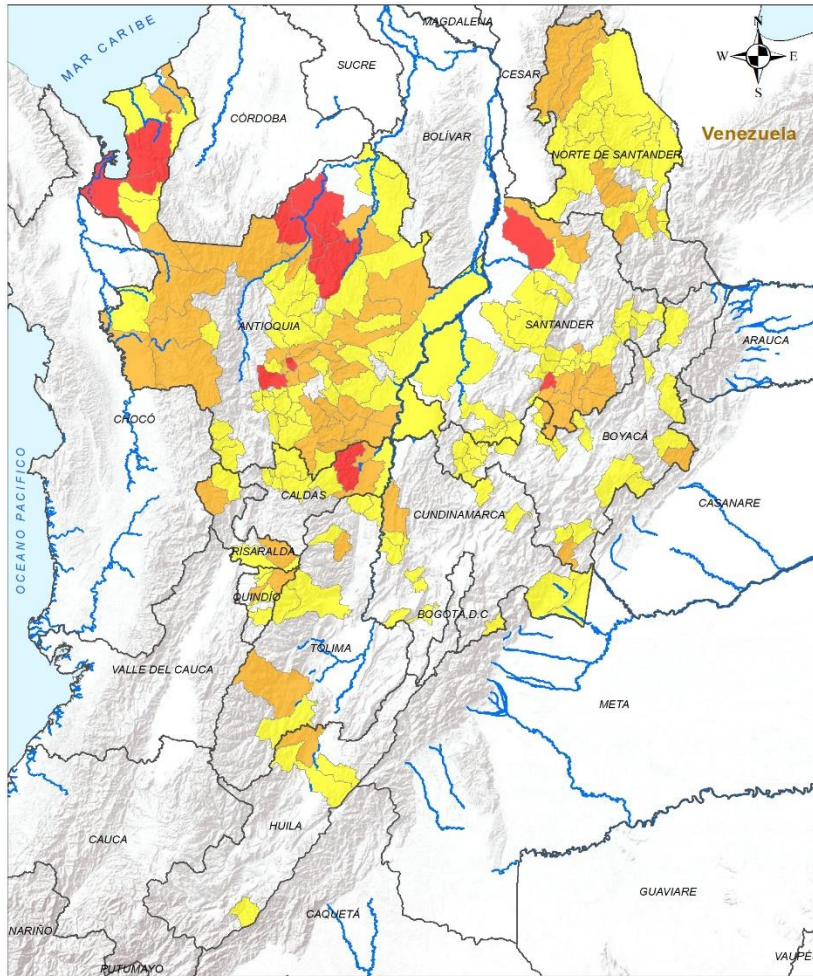 MAGDALENA
N
W E
S
MAR CARIBE
SUCRE
CESAR
CÓRDOBA
BOLÍVAR
Venezuela
NORTE DE SANTANDER
ANTIOQUIA
SANTANDER
ARAUCA
CHOCÓ
BOYACÁ
OCEANO PACIFICO
CALDAS
CUNDINAMARCA
CASANARE
RISARALDA
QUINDÍO
BOGOTÁ D.C
TOLIMA
VALLE DEL CAUCA
META
HUILA
CAUCA
GUAVIARE
CAQUETÁ
NARIÑO
PUTUMAYO
VAUPÉ